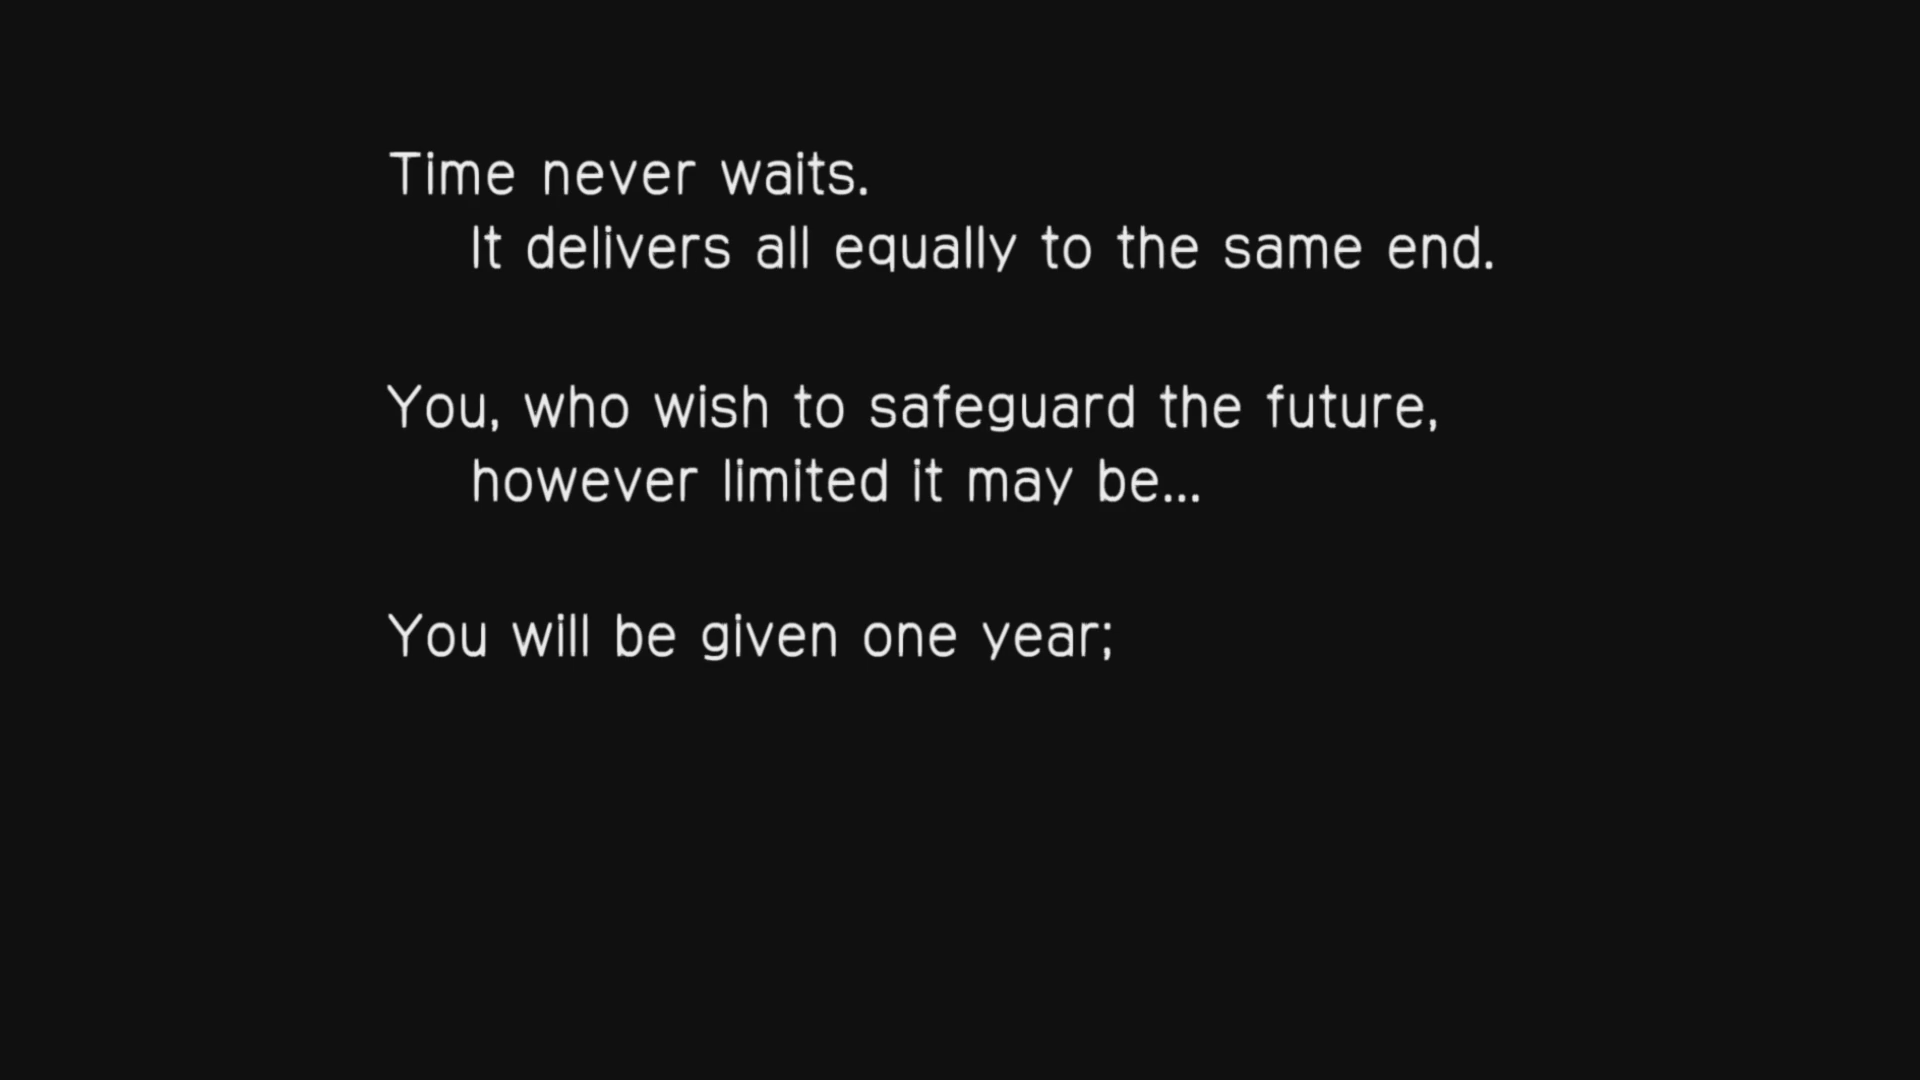 Time never waits.
It delivers all equally to the same end.
You, who wish to safeguard the future,
however limited it may be...
You will be given one year;